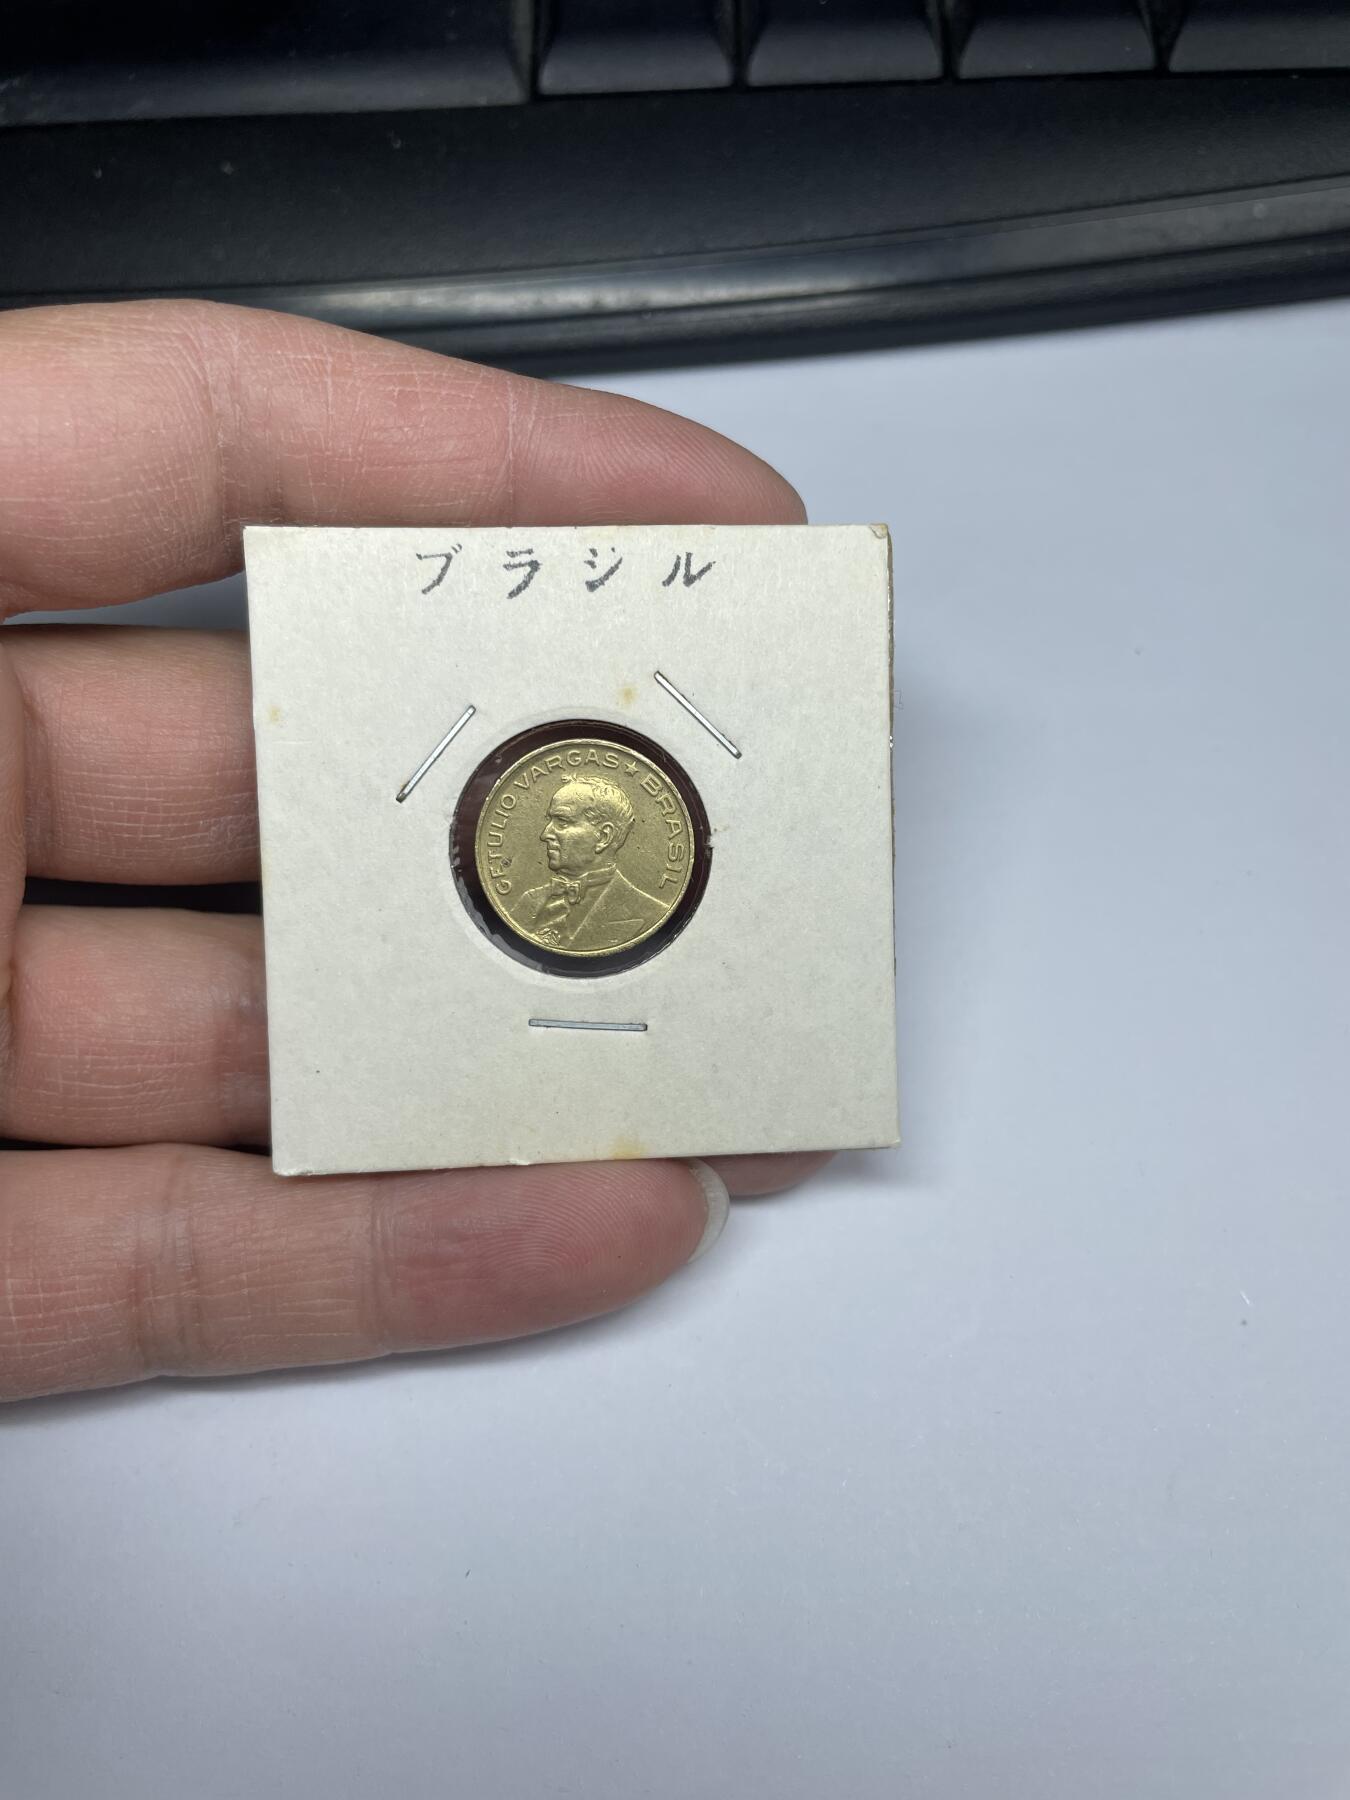 ブラジル
GETULIO VARGAS★BRASIL